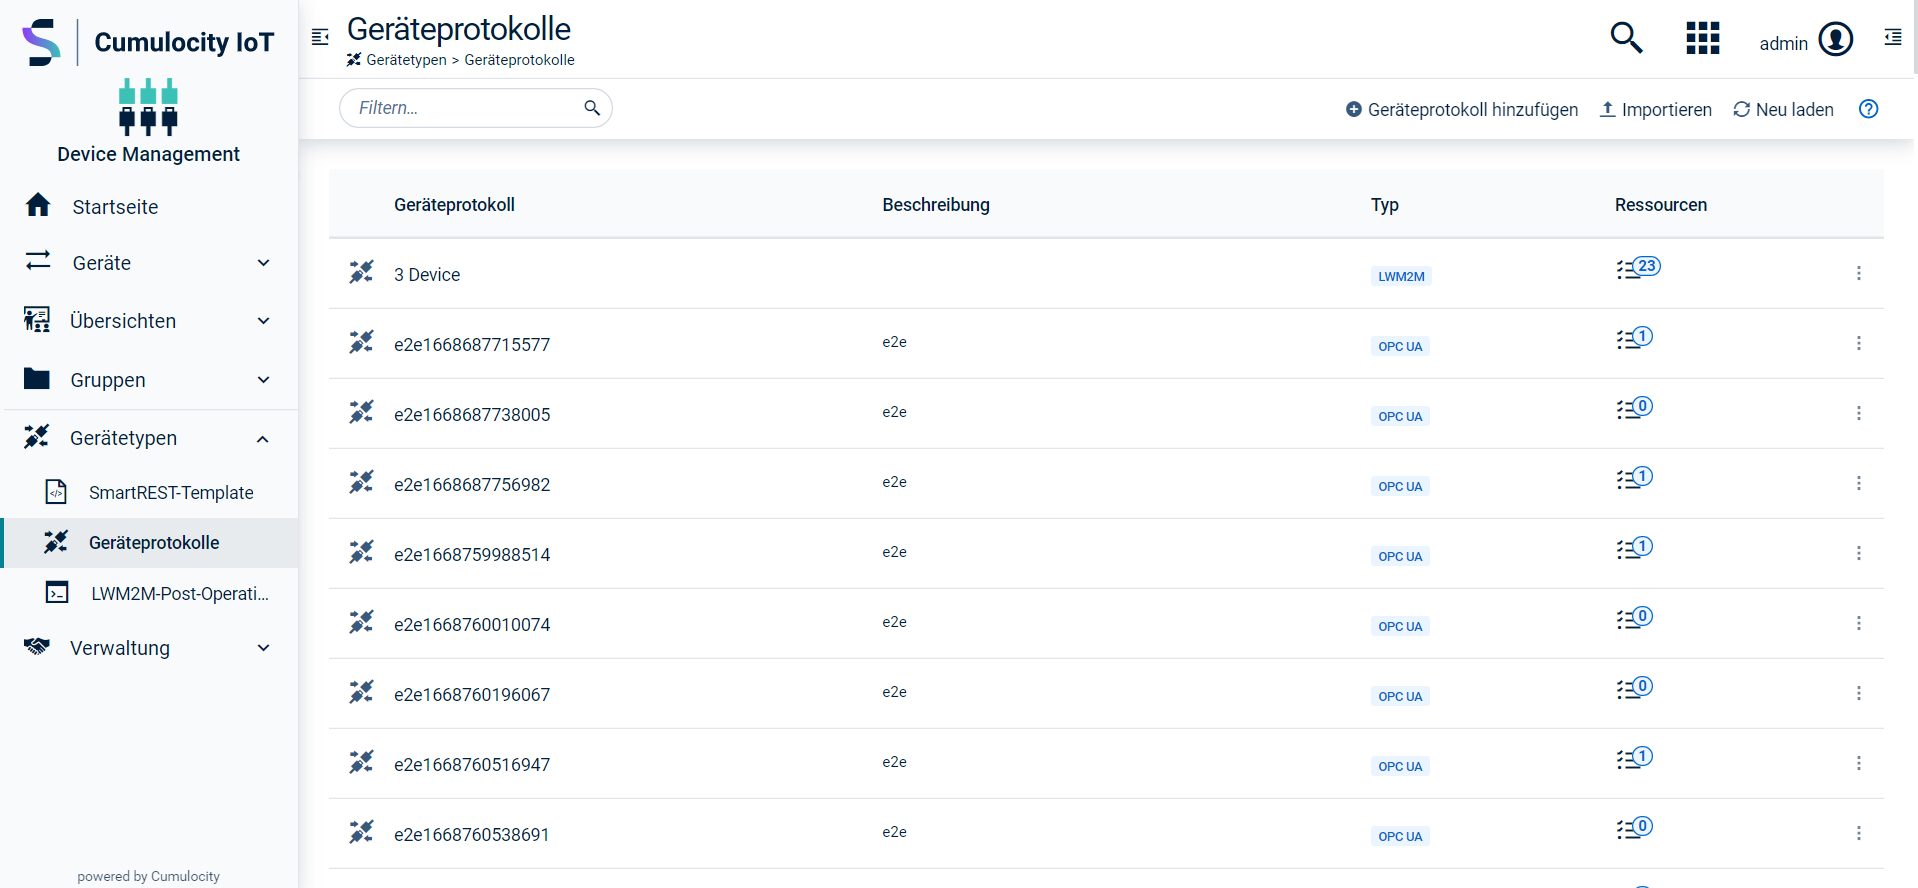 Cumulocity IoT
Device Management
Startseite
Geräte
Übersichten
Gruppen
Gerätetypen
SmartREST-Template
Geräteprotokolle
LWM2M-Post-Operati...
Verwaltung
powered by Cumulocity
Geräteprotokolle
Gerätetypen > Geräteprotokolle
admin
Filtern...
Geräteprotokoll hinzufügen Importieren Neu laden
Geräteprotokoll Beschreibung Typ Ressourcen
3 Device LWM2M 23
e2e1668687715577 e2e OPC UA 1
e2e1668687738005 e2e OPC UA 0
e2e1668687756982 e2e OPC UA 1
e2e1668759988514 e2e OPC UA 1
e2e1668760010074 e2e OPC UA 0
e2e1668760196067 e2e OPC UA 0
e2e1668760516947 e2e OPC UA 1
e2e1668760538691 e2e OPC UA 0